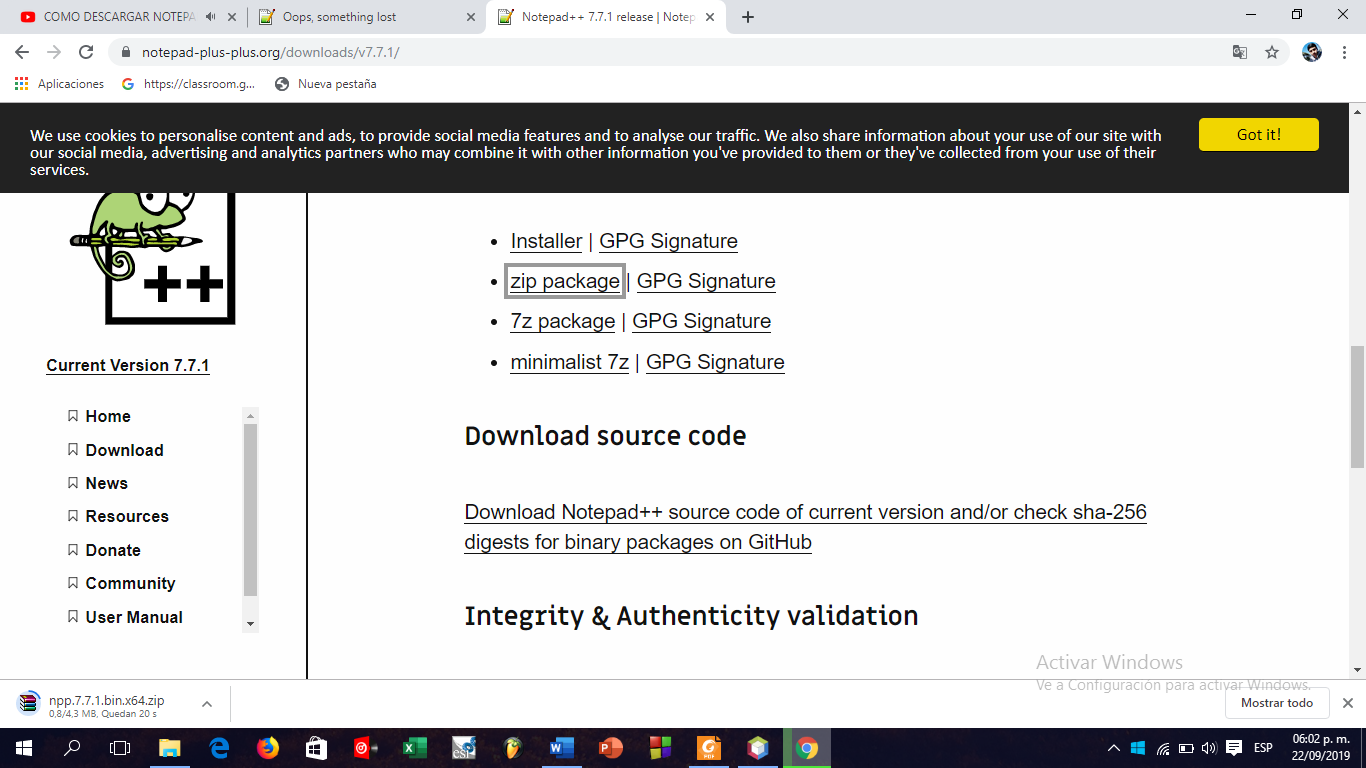 COMO DESCARGAR NOTEPA
Oops, something lost
Notepad++ 7.7.1 release | Notep
notepad-plus-plus.org/downloads/v7.7.1/
Aplicaciones
https://classroom.g...
Nueva pestaña
We use cookies to personalise content and ads, to provide social media features and to analyse our traffic. We also share information about your use of our site with
our social media, advertising and analytics partners who may combine it with other information you've provided to them or they've collected from your use of their
services.
Got it!
++
Current Version 7.7.1
Home
Download
News
Resources
Donate
Community
User Manual
Installer | GPG Signature
zip package | GPG Signature
7z package | GPG Signature
minimalist 7z | GPG Signature
Download source code
Download Notepad++ source code of current version and/or check sha-256
digests for binary packages on GitHub
Integrity & Authenticity validation
Activar Windows
Ve a Configuración para activar Windows.
npp.7.7.1.bin.x64.zip
0,8/4,3 MB, Quedan 20 s
Mostrar todo
ESP
06:02 p. m.
22/09/2019